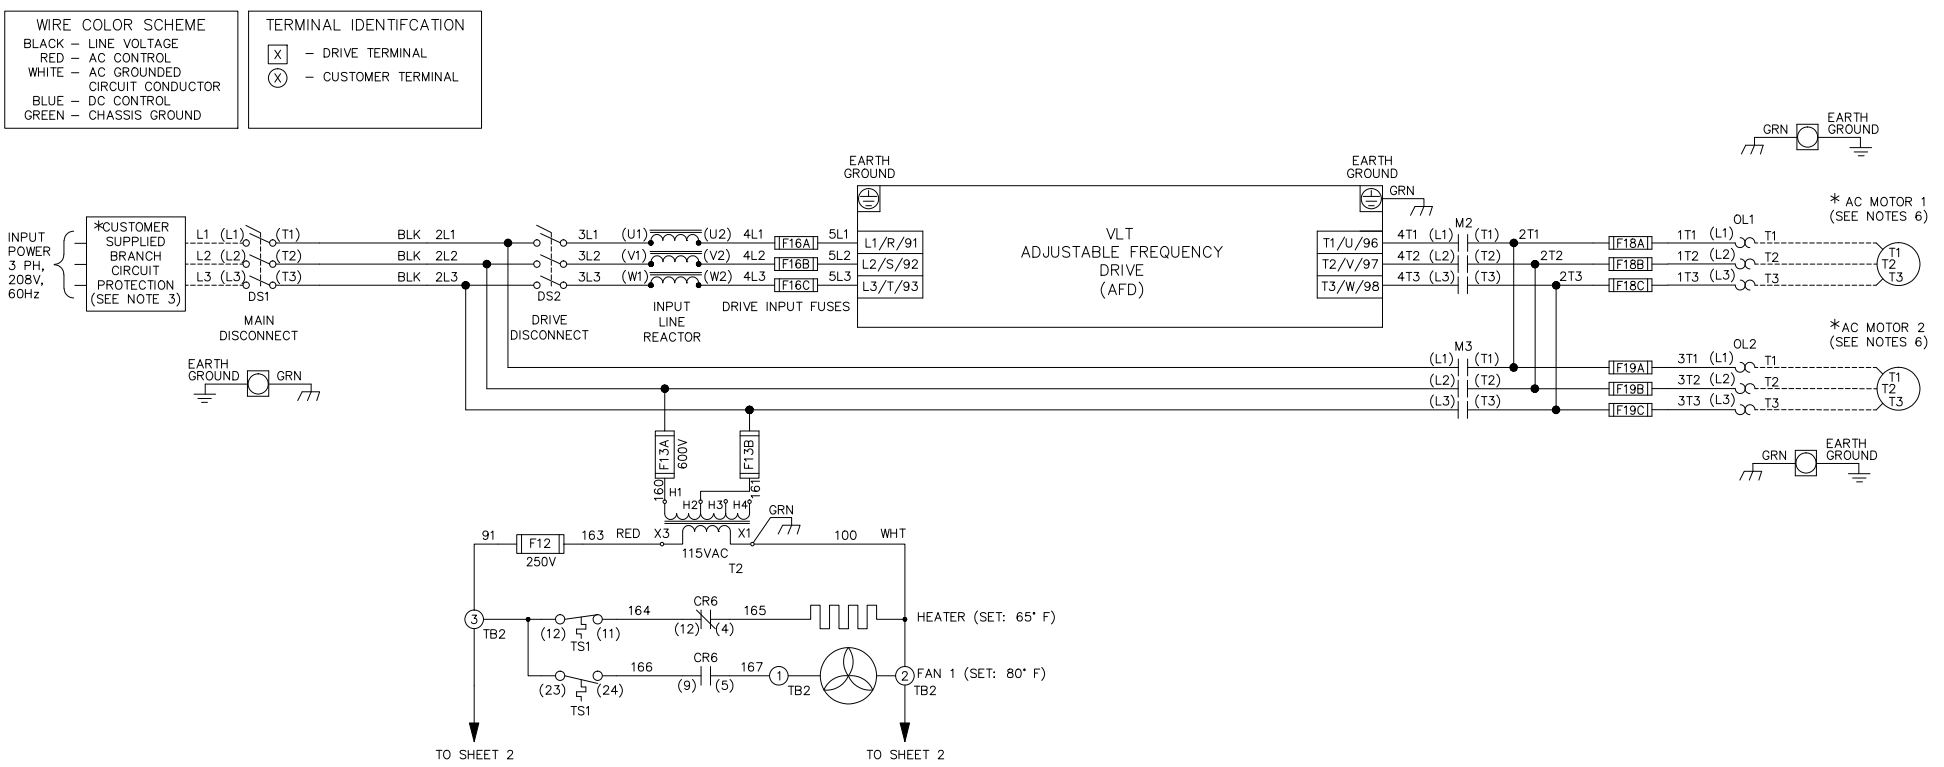 WIRE COLOR SCHEME
BLACK – LINE VOLTAGE
RED – AC CONTROL
WHITE – AC GROUNDED
CIRCUIT CONDUCTOR
BLUE – DC CONTROL
GREEN – CHASSIS GROUND
TERMINAL IDENTIFCATION
X – DRIVE TERMINAL
X – CUSTOMER TERMINAL
INPUT
POWER
3 PH,
208V,
60Hz
*CUSTOMER
SUPPLIED
BRANCH
CIRCUIT
PROTECTION
(SEE NOTE 3)
L1 (L1) (T1) BLK 2L1 3L1 (U1) (U2) 4L1 F16A 5L1 L1/R/91
L2 (L2) (T2) BLK 2L2 3L2 (V1) (V2) 4L2 F16B 5L2 L2/S/92
L3 (L3) (T3) BLK 2L3 3L3 (W1) (W2) 4L3 F16C 5L3 L3/T/93
DS1
MAIN
DISCONNECT
DS2
DRIVE
DISCONNECT
INPUT
LINE
REACTOR
DRIVE INPUT FUSES
EARTH
GROUND
GRN
EARTH
GROUND
VLT
ADJUSTABLE FREQUENCY
DRIVE
(AFD)
EARTH
GROUND
GRN
M2
T1/U/96 4T1 (L1) (T1) 2T1 F18A 1T1 (L1) T1
T2/V/97 4T2 (L2) (T2) 2T2 F18B 1T2 (L2) T2
T3/W/98 4T3 (L3) (T3) 2T3 F18C 1T3 (L3) T3
OL1
GRN
EARTH
GROUND
* AC MOTOR 1
(SEE NOTES 6)
T1
T2
T3
M3
(L1) (T1) F19A 3T1 (L1) T1
(L2) (T2) F19B 3T2 (L2) T2
(L3) (T3) F19C 3T3 (L3) T3
OL2
*AC MOTOR 2
(SEE NOTES 6)
T1
T2
T3
GRN
EARTH
GROUND
F13A
600V
F13B
160
161
H1
H2 H3 H4
GRN
91 F12 163 RED X3 X1 100 WHT
250V
115VAC
T2
3
TB2
(12) (11)
TS1
164
CR6
(12) (4)
165
HEATER (SET: 65° F)
(23) (24)
TS1
166
CR6
(9) (5)
167
1
TB2
2
TB2
FAN 1 (SET: 80° F)
TO SHEET 2
TO SHEET 2